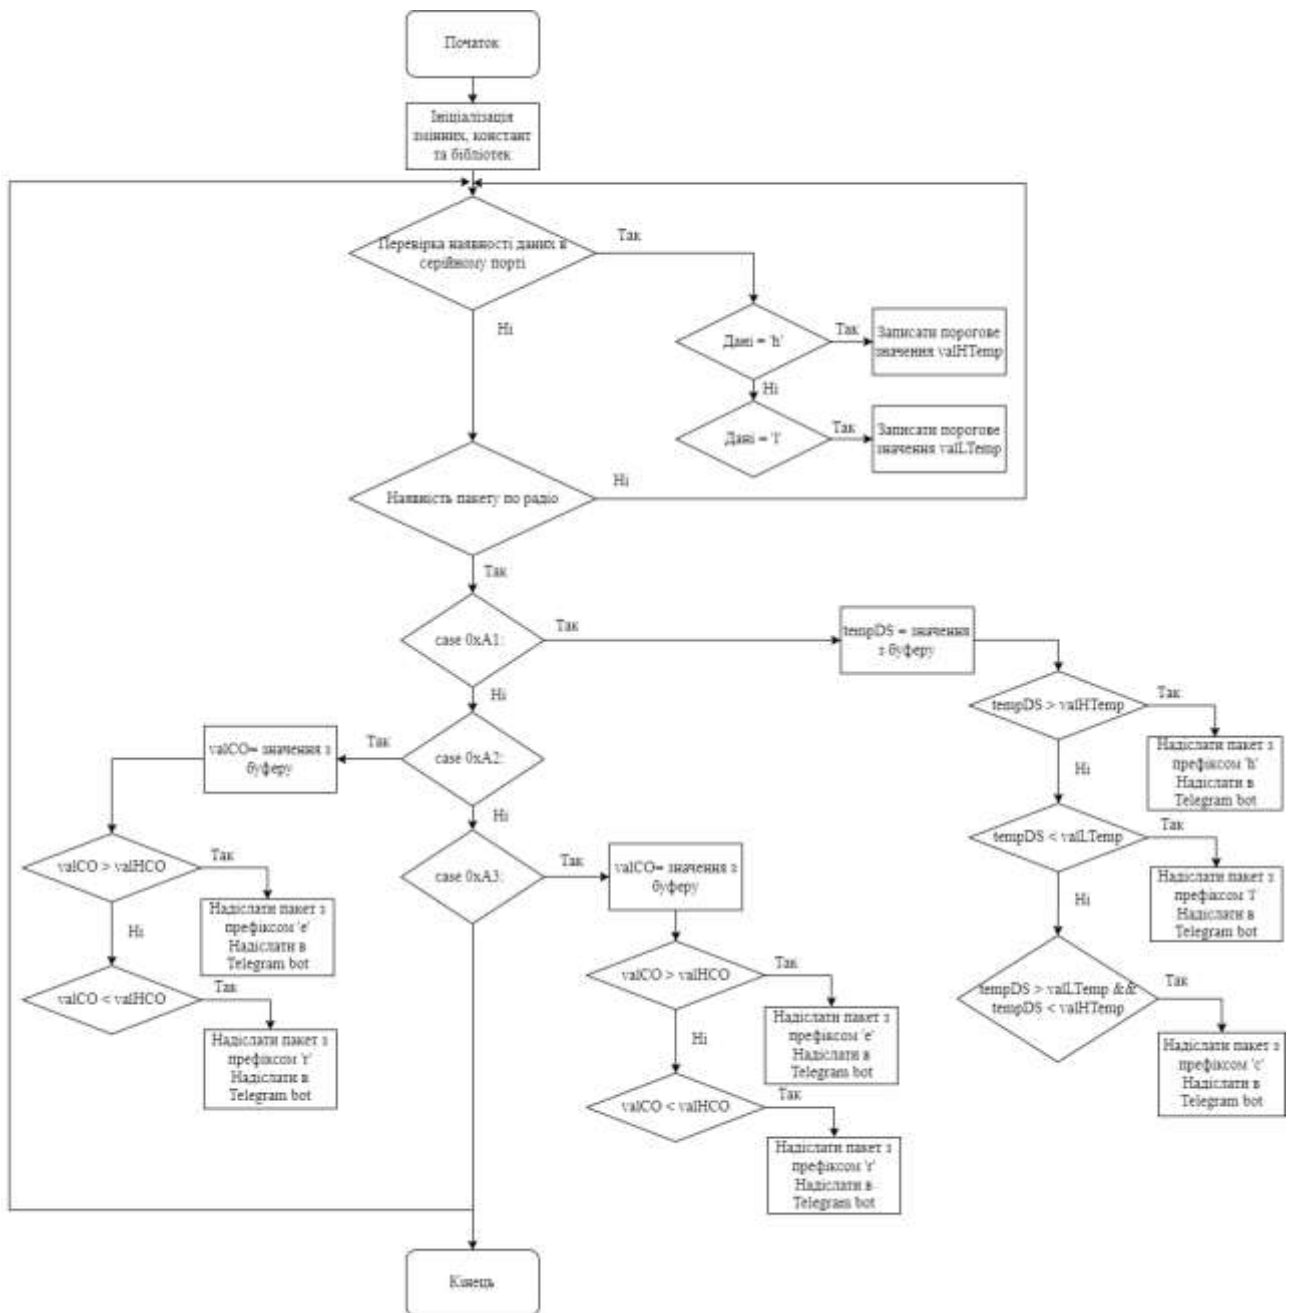 Початок
Ініціалізація
змінних, констант
та бібліотек
Перевірка наявності даних в
серійному порті
Так
Ні
Дані = 'h'
Так
Записати порогове
значення valHTemp
Ні
Дані = 'l'
Так
Записати порогове
значення valLTemp
Наявність пакету по радіо
Ні
Так
case 0xA1:
Так
tempDS = значення
з буферу
Ні
tempDS > valHTemp
Так
Надіслати пакет з
префіксом 'h'
Надіслати в
Telegram bot
Ні
tempDS < valLTemp
Так
Надіслати пакет з
префіксом 'l'
Надіслати в
Telegram bot
Ні
tempDS > valLTemp &&
tempDS < valHTemp
Так
Надіслати пакет з
префіксом 'c'
Надіслати в
Telegram bot
case 0xA2:
Так
valCO= значення з
буферу
Ні
valCO > valHCO
Так
Надіслати пакет з
префіксом 'e'
Надіслати в
Telegram bot
Ні
valCO < valHCO
Так
Надіслати пакет з
префіксом 'r'
Надіслати в
Telegram bot
case 0xA3:
Так
valCO= значення з
буферу
valCO > valHCO
Так
Надіслати пакет з
префіксом 'e'
Надіслати в
Telegram bot
Ні
valCO < valHCO
Так
Надіслати пакет з
префіксом 'r'
Надіслати в
Telegram bot
Кінець